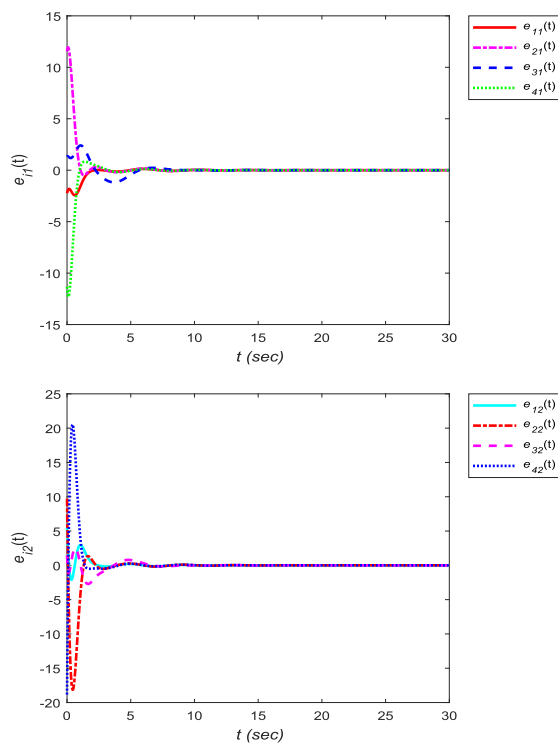 15
10
5
0
-5
-10
-15
0 5 10 15 20 25 30
e_i1(t)
t (sec)
e_11(t)
e_21(t)
e_31(t)
e_41(t)
25
20
15
10
5
0
-5
-10
-15
-20
0 5 10 15 20 25 30
e_i2(t)
t (sec)
e_12(t)
e_22(t)
e_32(t)
e_42(t)